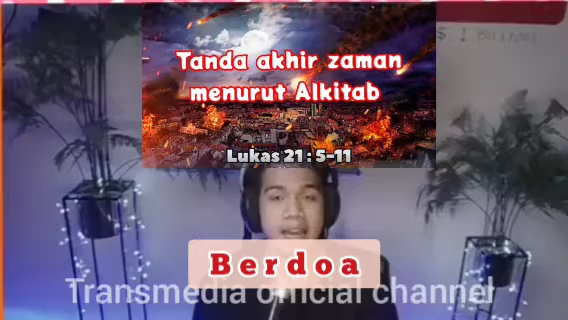 Tanda akhir zaman
menurut Alkitab
Lukas 21 : 5-11
Berdoa
Transmedia official channel